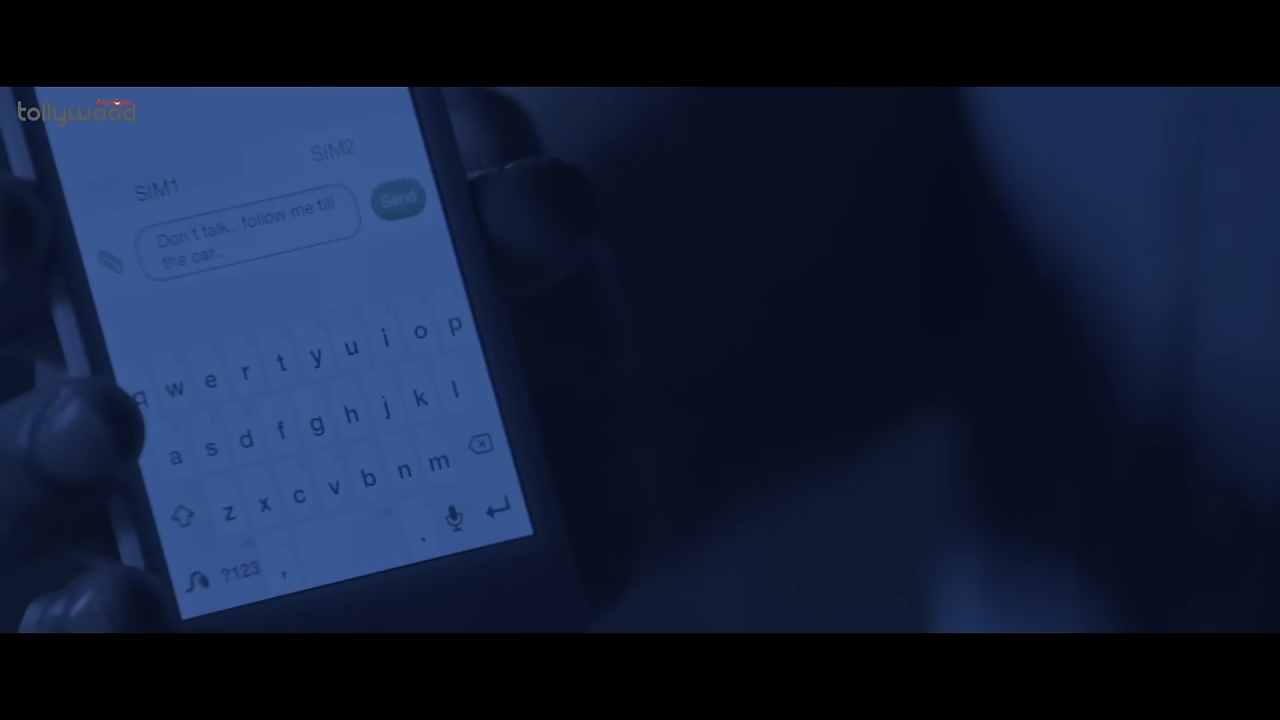 tollywood
SIM1
SIM2
Don't talk.. follow me till
the car.
Send
q w e r t y u i o p
a s d f g h j k l
z x c v b n m
?123 , .